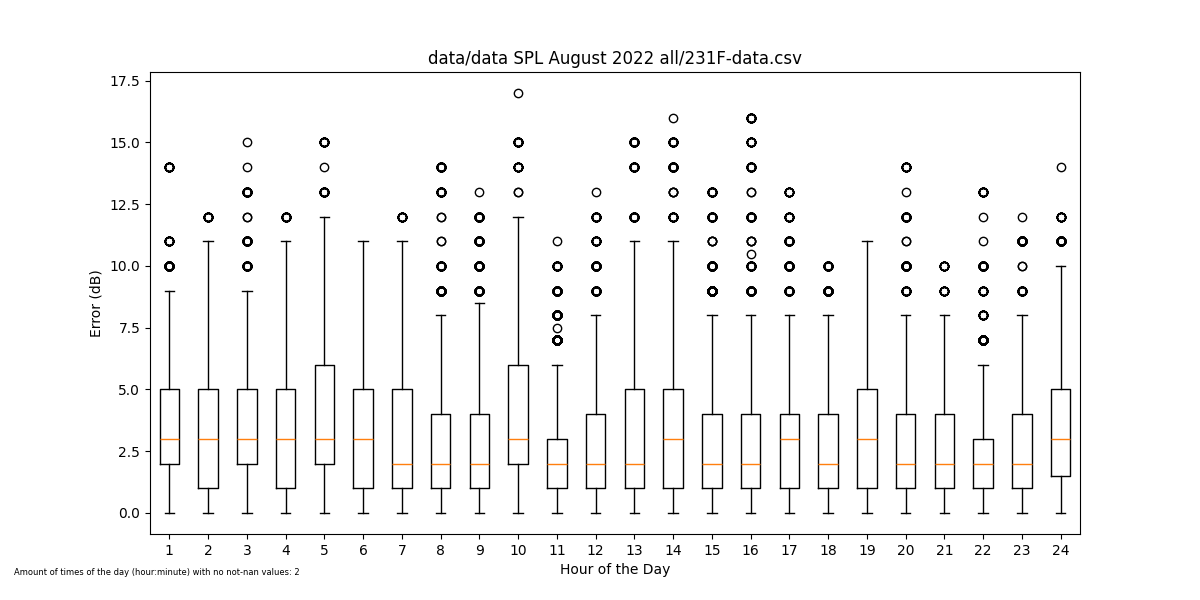 data/data SPL August 2022 all/231F-data.csv
17.5
15.0
12.5
10.0
7.5
5.0
2.5
0.0
Error (dB)
1 2 3 4 5 6 7 8 9 10 11 12 13 14 15 16 17 18 19 20 21 22 23 24
Hour of the Day
Amount of times of the day (hour:minute) with no not-nan values: 2